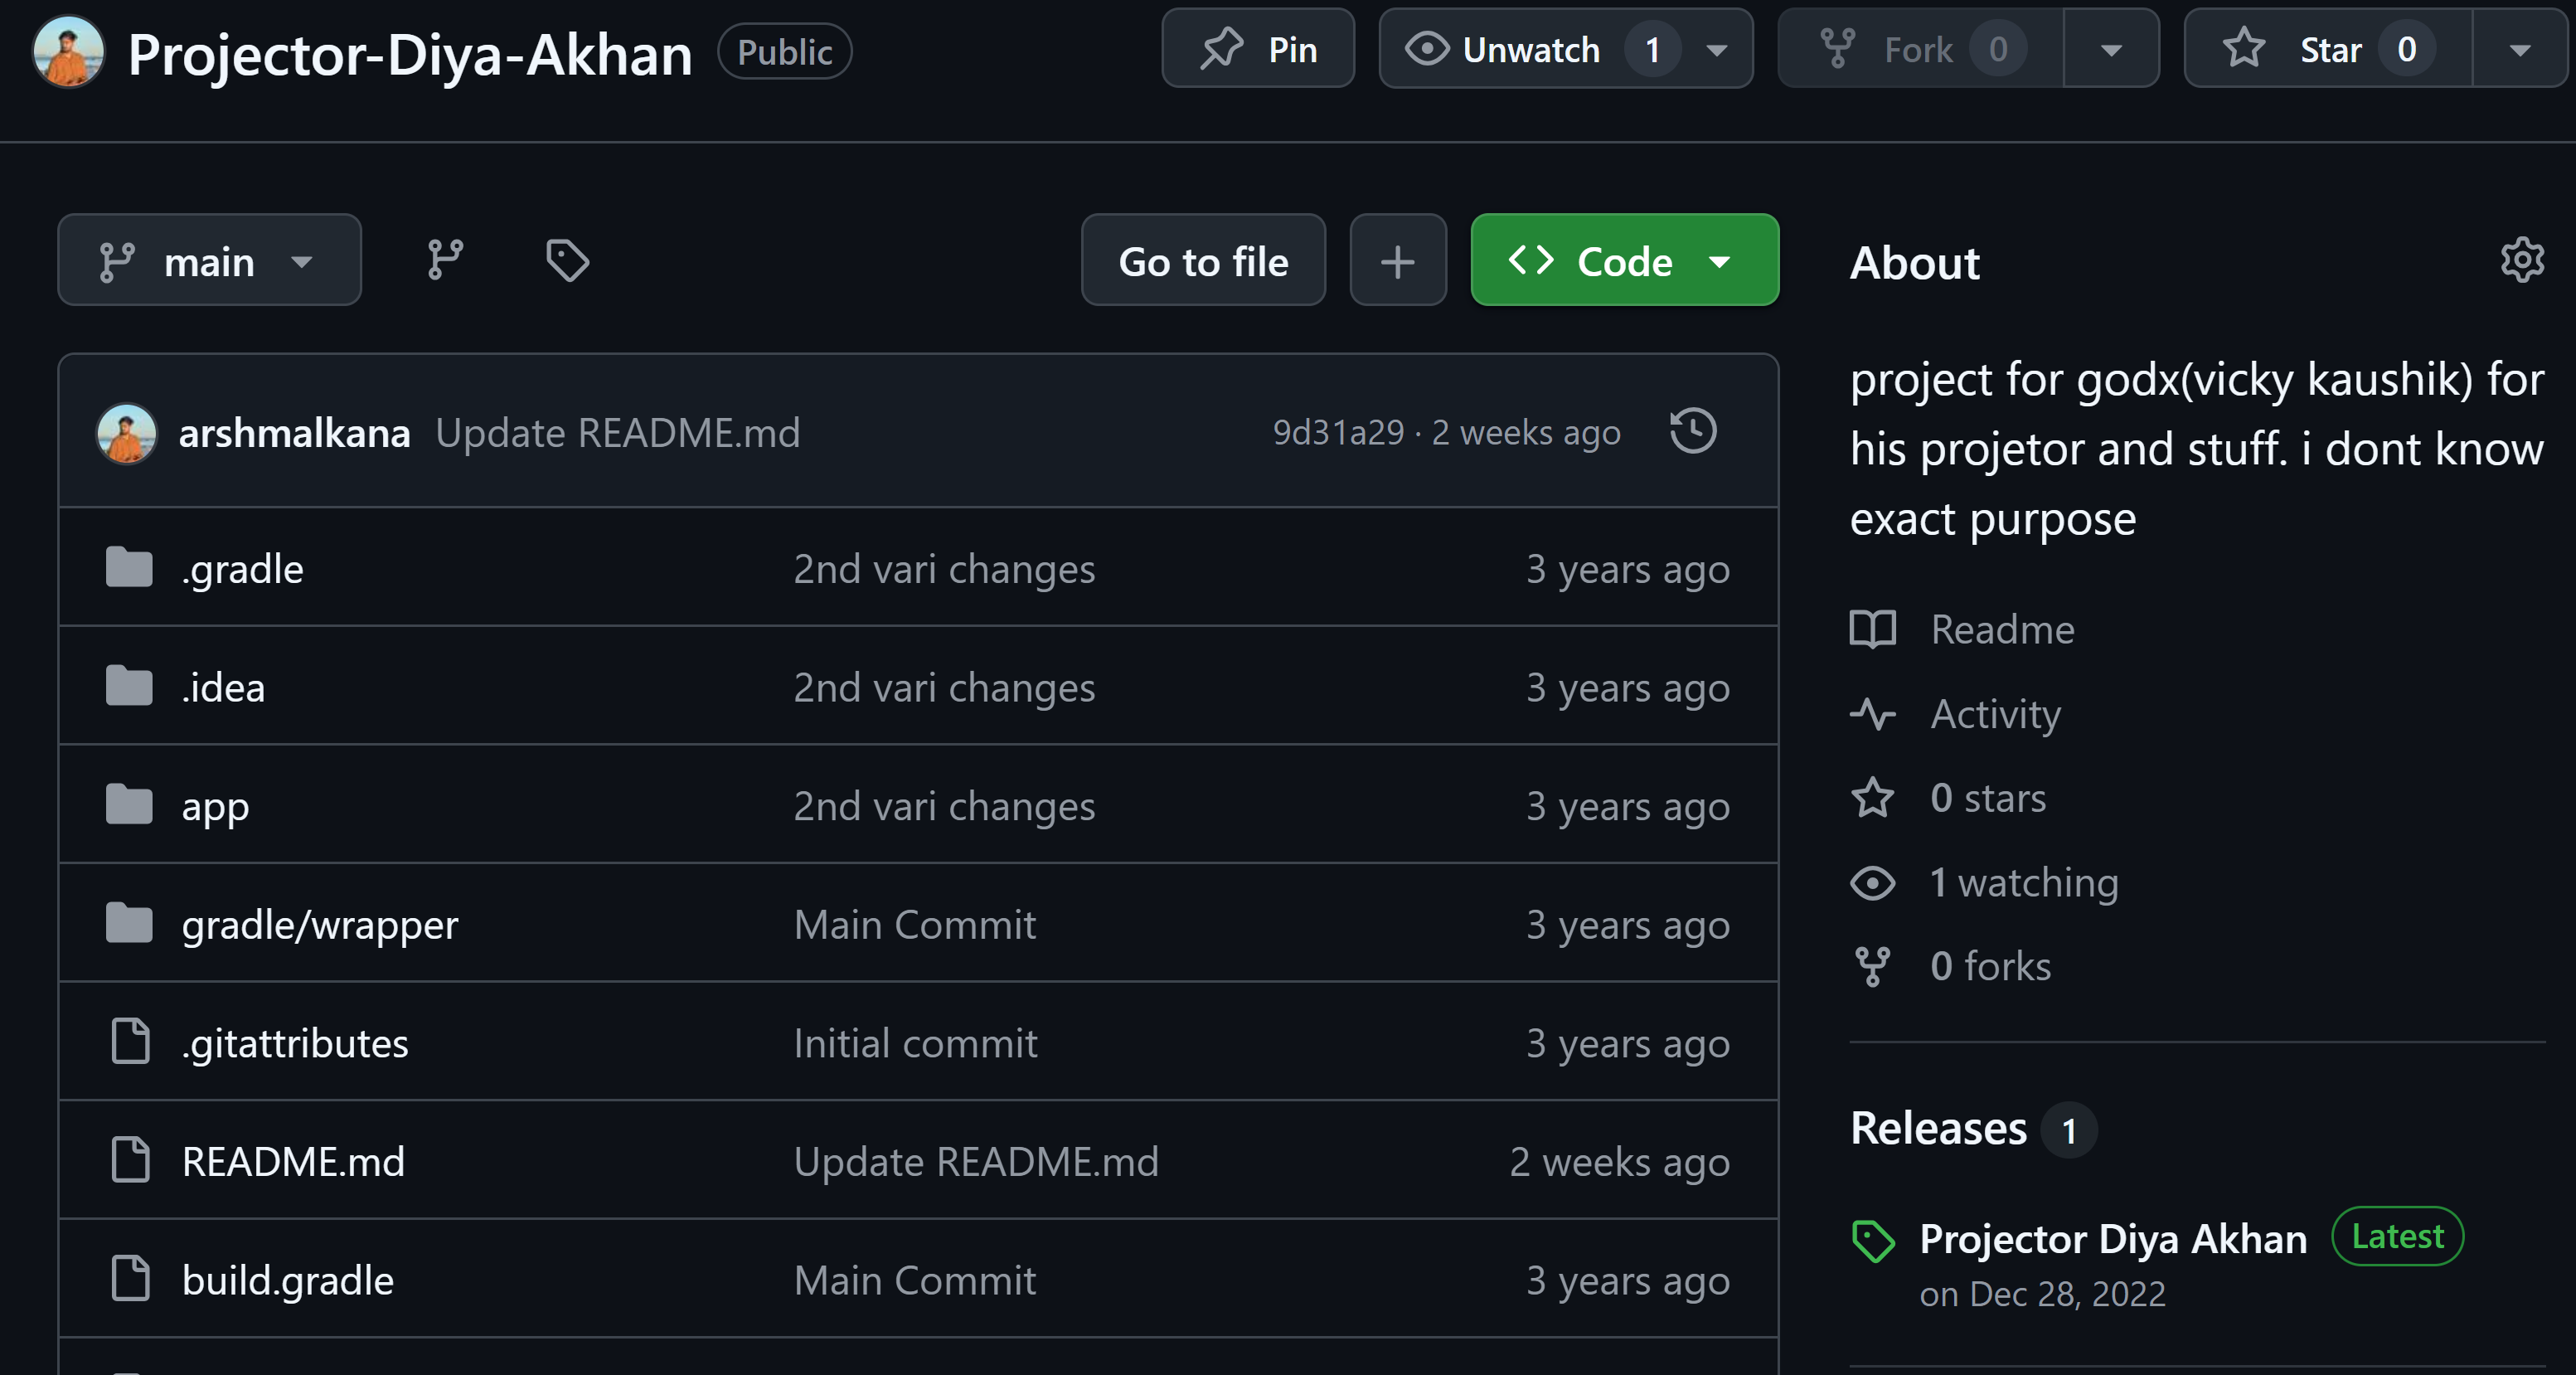 Projector-Diya-Akhan Public Pin Unwatch 1 Fork 0 Star 0
main Go to file + Code
arshmalkana Update README.md 9d31a29 · 2 weeks ago
.gradle 2nd vari changes 3 years ago
.idea 2nd vari changes 3 years ago
app 2nd vari changes 3 years ago
gradle/wrapper Main Commit 3 years ago
.gitattributes Initial commit 3 years ago
README.md Update README.md 2 weeks ago
build.gradle Main Commit 3 years ago
About
project for godx(vicky kaushik) for
his projetor and stuff. i dont know
exact purpose
Readme
Activity
0 stars
1 watching
0 forks
Releases 1
Projector Diya Akhan Latest
on Dec 28, 2022